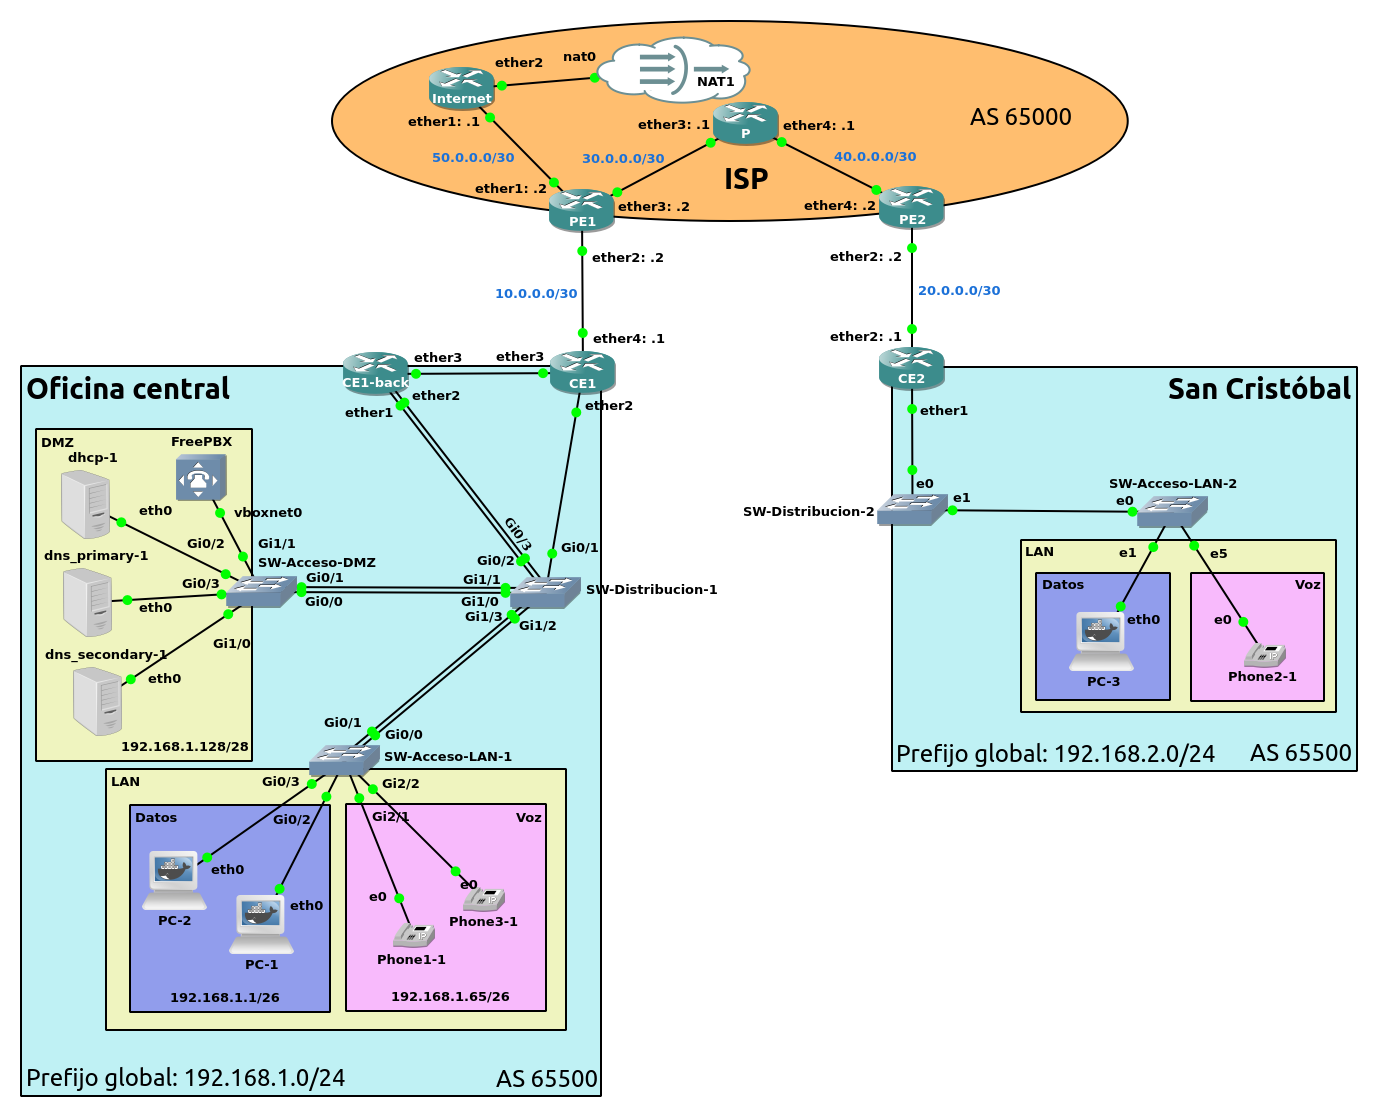 ether2
nat0
NAT1
Internet
ether1: .1
ether3: .1
P
ether4: .1
AS 65000
50.0.0.0/30
30.0.0.0/30
40.0.0.0/30
ISP
ether1: .2
PE1
ether3: .2
ether4: .2
PE2
ether2: .2
ether2: .2
10.0.0.0/30
20.0.0.0/30
ether4: .1
ether2: .1
ether3
ether3
CE1-back
CE1
CE2
Oficina central
ether2
ether1
ether2
ether1
San Cristóbal
DMZ
FreePBX
dhcp-1
eth0
vboxnet0
Gi0/2
Gi1/1
dns_primary-1
SW-Acceso-DMZ
Gi0/3
Gi0/1
Gi0/0
eth0
Gi1/0
dns_secondary-1
eth0
192.168.1.128/28
Gi0/3
Gi0/2
Gi0/1
Gi1/1
Gi1/0
SW-Distribucion-1
Gi1/3
Gi1/2
Gi0/1
Gi0/0
SW-Acceso-LAN-1
LAN
Gi0/3
Gi2/2
Datos
Gi0/2
Gi2/1
Voz
eth0
PC-2
eth0
PC-1
e0
e0
Phone3-1
Phone1-1
192.168.1.1/26
192.168.1.65/26
Prefijo global: 192.168.1.0/24
AS 65500
e0
e1
SW-Distribucion-2
SW-Acceso-LAN-2
e0
LAN
e1
e5
Datos
Voz
eth0
e0
PC-3
Phone2-1
Prefijo global: 192.168.2.0/24
AS 65500